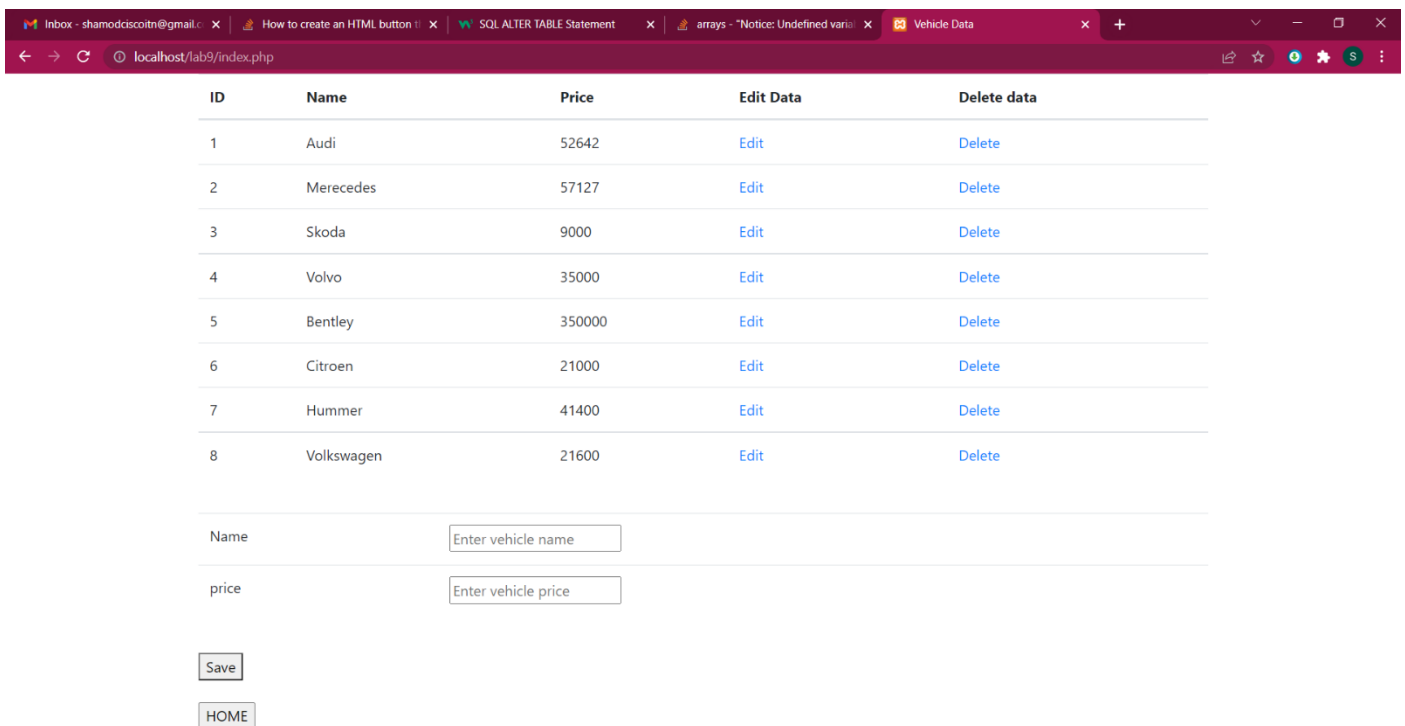 Inbox - shamodciscoitn@gmail.c How to create an HTML button t SQL ALTER TABLE Statement arrays - "Notice: Undefined varia Vehicle Data
localhost/lab9/index.php S
ID Name Price Edit Data Delete data
1 Audi 52642 Edit Delete
2 Merecedes 57127 Edit Delete
3 Skoda 9000 Edit Delete
4 Volvo 35000 Edit Delete
5 Bentley 350000 Edit Delete
6 Citroen 21000 Edit Delete
7 Hummer 41400 Edit Delete
8 Volkswagen 21600 Edit Delete
Name Enter vehicle name
price Enter vehicle price
Save
HOME